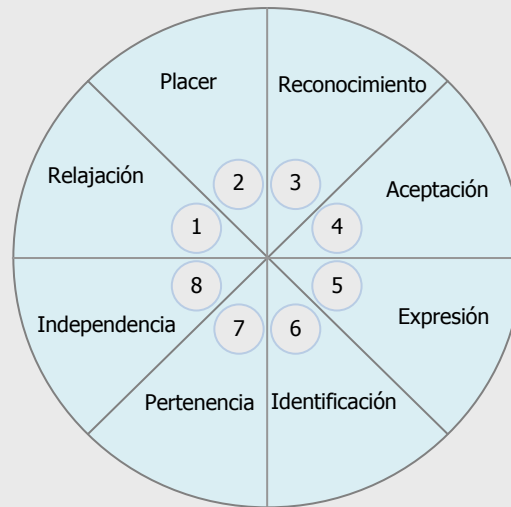 Placer
Reconocimiento
Relajación
Aceptación
2
3
1
4
8
5
7
6
Independencia
Expresión
Pertenencia
Identificación